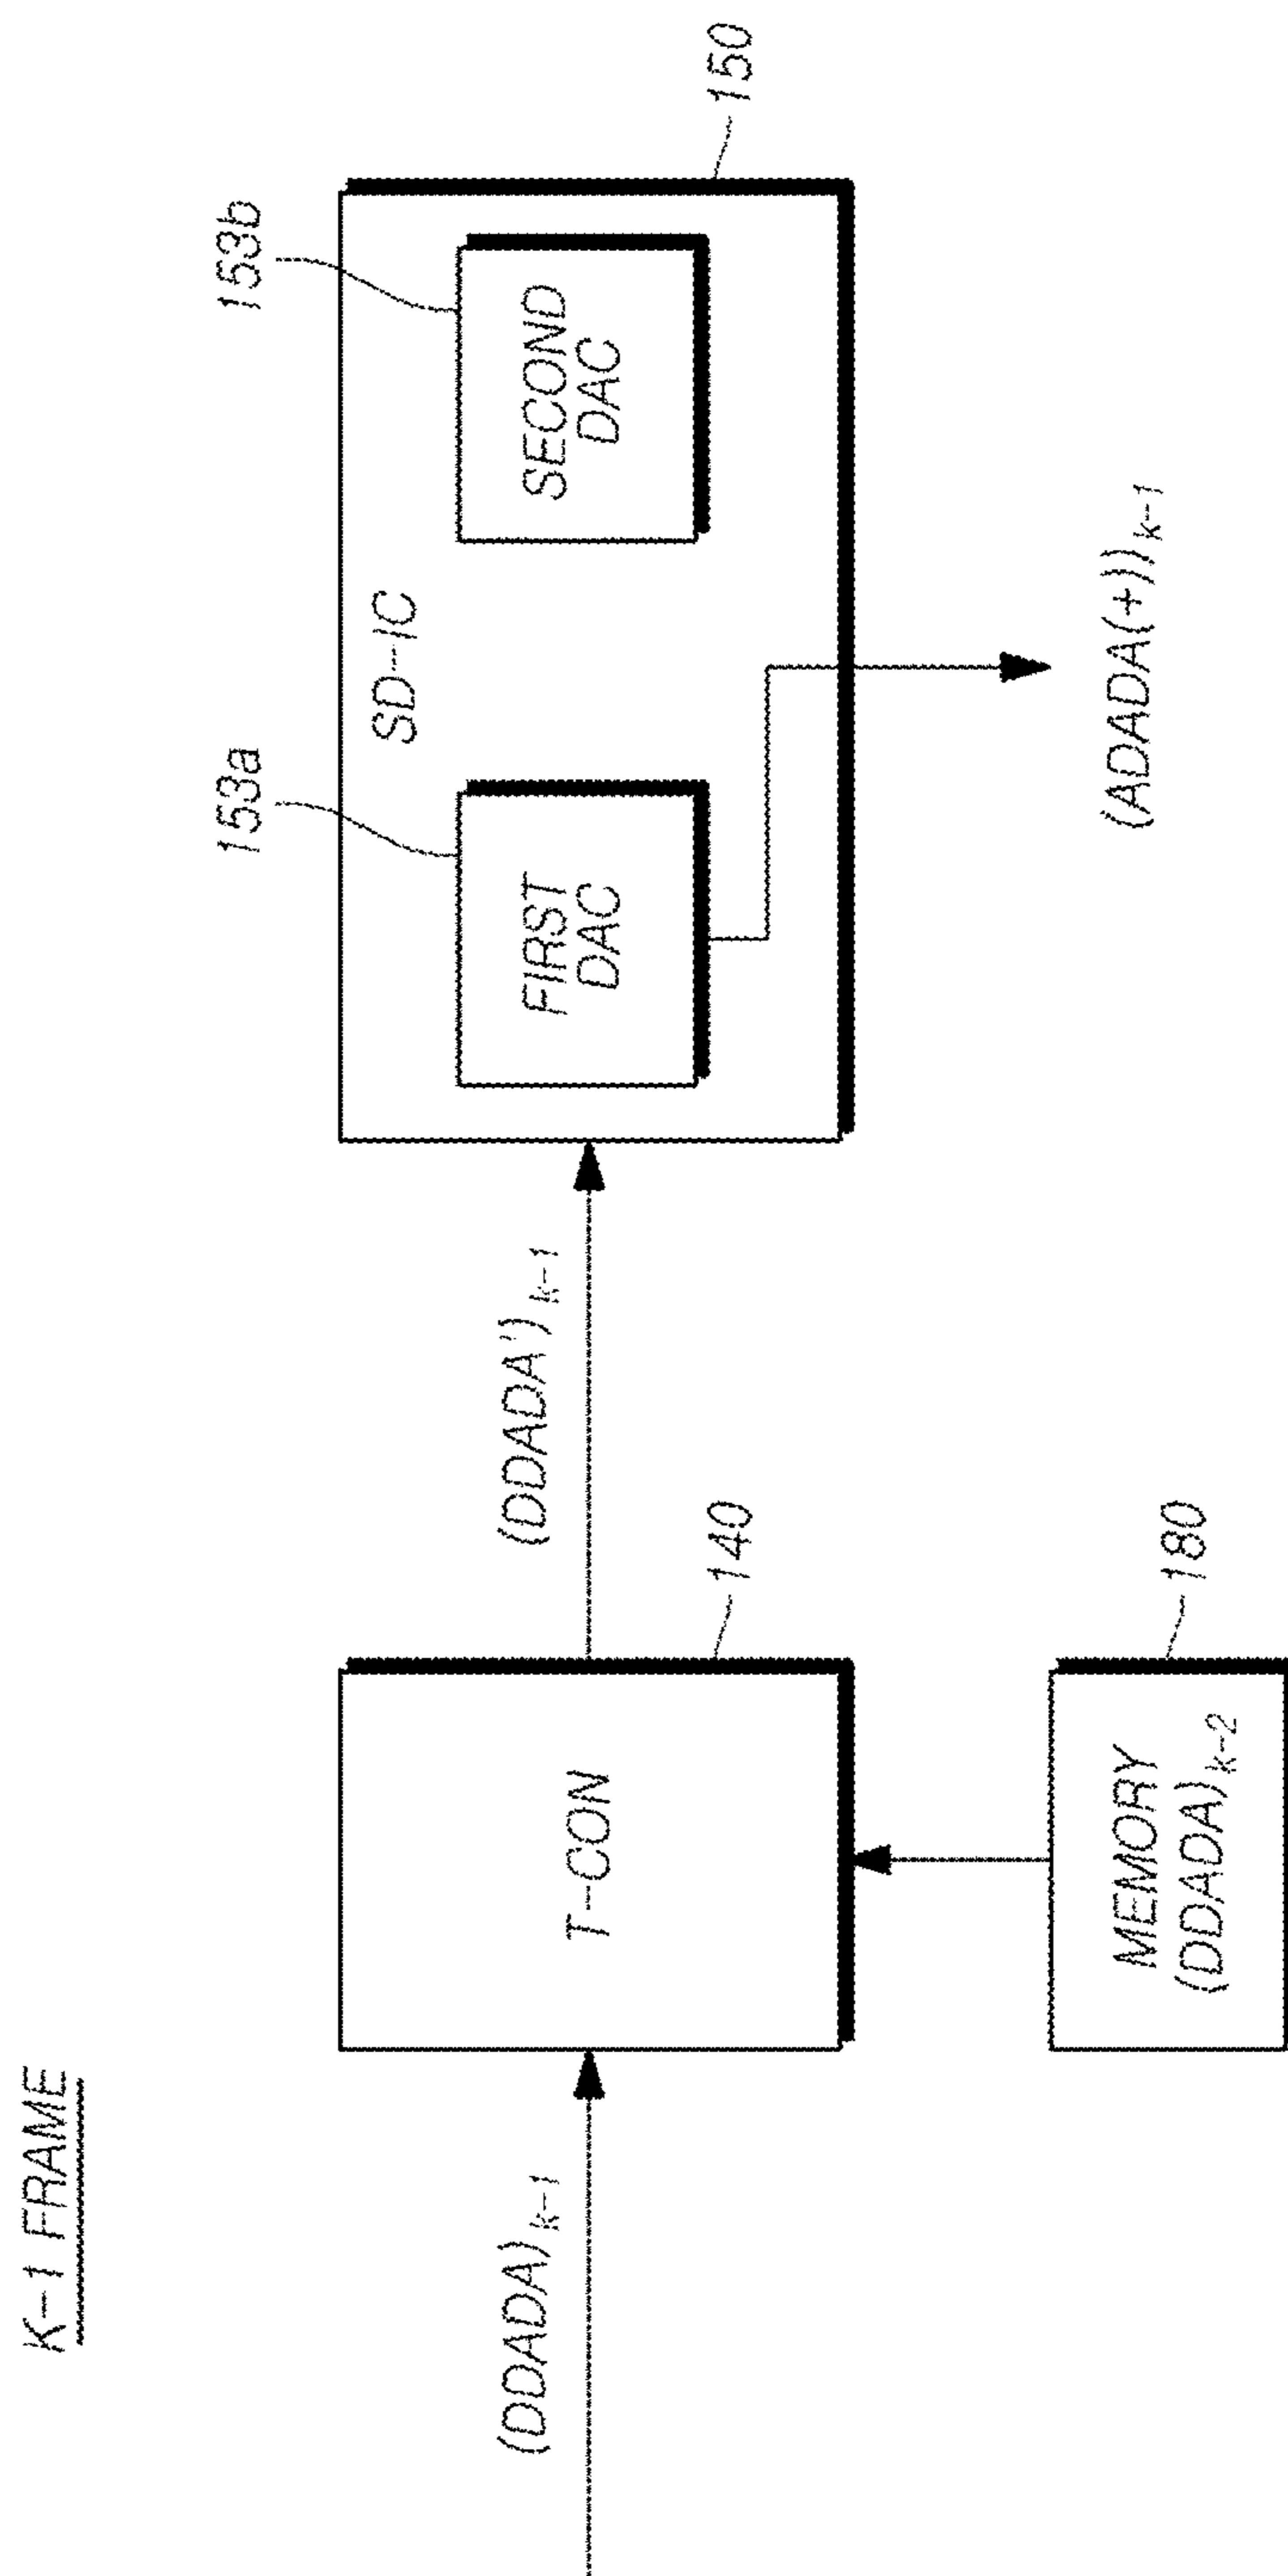 K-1 FRAME
(DDADA)k-1
T-CON
140
MEMORY
(DDADA)k-2
180
(DDADA')k-1
SD-IC
150
FIRST
DAC
153a
SECOND
DAC
153b
(ADADA(+))k-1